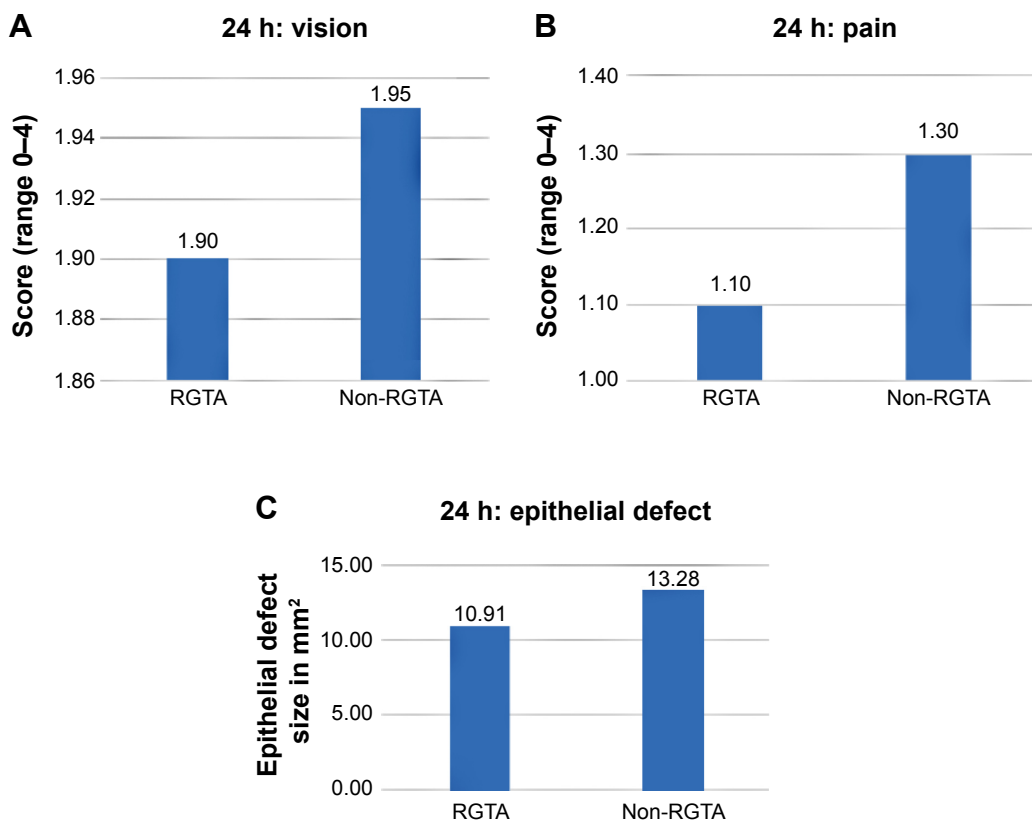 A
24 h: vision
Score (range 0–4)
1.96
1.94
1.92
1.90
1.88
1.86
1.90
1.95
RGTA
Non-RGTA
B
24 h: pain
Score (range 0–4)
1.40
1.30
1.20
1.10
1.00
1.10
1.30
RGTA
Non-RGTA
C
24 h: epithelial defect
Epithelial defect
size in mm²
15.00
10.00
5.00
0.00
10.91
13.28
RGTA
Non-RGTA